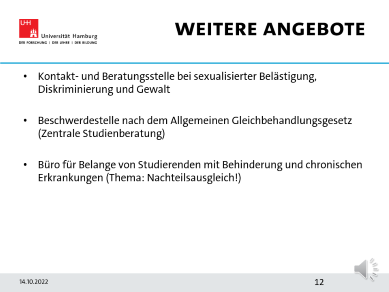 UHH
Universität Hamburg
DER FORSCHUNG | DER LEHRE | DER BILDUNG
WEITERE ANGEBOTE
• Kontakt- und Beratungsstelle bei sexualisierter Belästigung,
Diskriminierung und Gewalt
• Beschwerdestelle nach dem Allgemeinen Gleichbehandlungsgesetz
(Zentrale Studienberatung)
• Büro für Belange von Studierenden mit Behinderung und chronischen
Erkrankungen (Thema: Nachteilsausgleich!)
14.10.2022
12